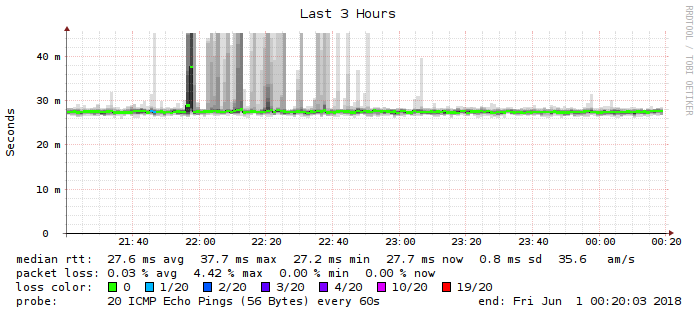 Last 3 Hours
RRDTOOL / TOBI OETIKER
Seconds
40 m
30 m
20 m
10 m
0
21:40 22:00 22:20 22:40 23:00 23:20 23:40 00:00 00:20
median rtt: 27.6 ms avg 37.7 ms max 27.2 ms min 27.7 ms now 0.8 ms sd 35.6 am/s
packet loss: 0.03 % avg 4.42 % max 0.00 % min 0.00 % now
loss color: 0 1/20 2/20 3/20 4/20 10/20 19/20
probe: 20 ICMP Echo Pings (56 Bytes) every 60s end: Fri Jun 1 00:20:03 2018